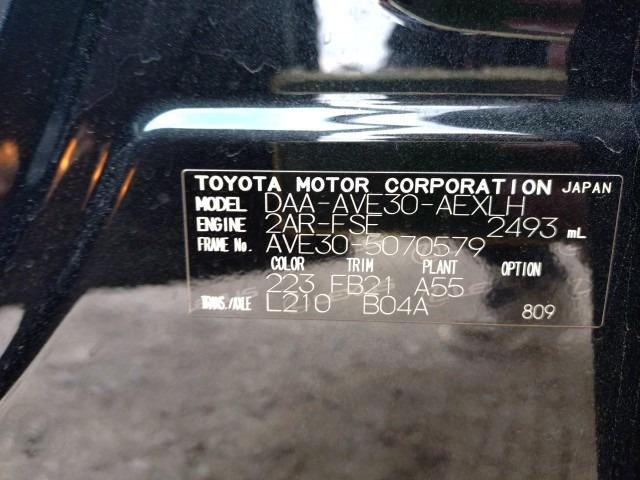 TOYOTA MOTOR CORPORATION JAPAN
MODEL DAA-AVE30-AEXLH
ENGINE 2AR-FSE 2493 mL
FRAME No. AVE30-5070579
COLOR TRIM PLANT OPTION
223 FB21 A55
TRANS./AXLE L210 B04A 809